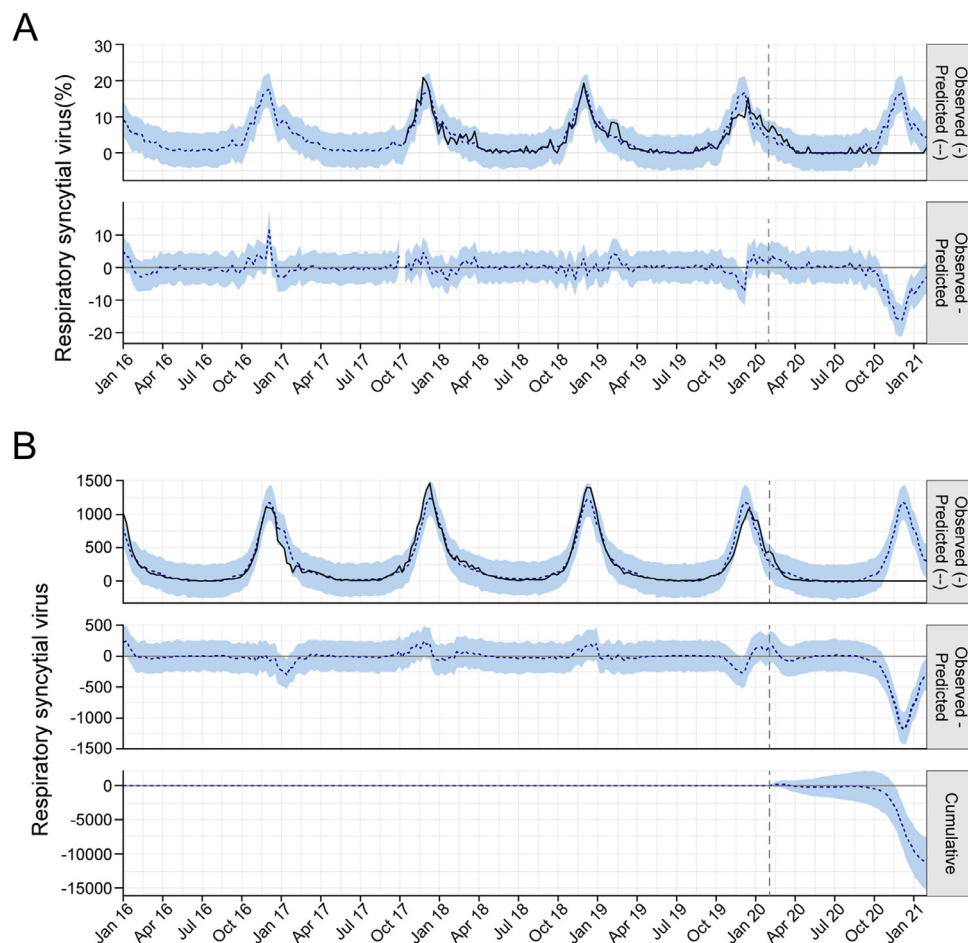 A
Respiratory syncytial virus(%)
30
20
10
0
Observed (-)
Predicted (--)
10
0
-10
-20
Observed -
Predicted
Jan 16
Apr 16
Jul 16
Oct 16
Jan 17
Apr 17
Jul 17
Oct 17
Jan 18
Apr 18
Jul 18
Oct 18
Jan 19
Apr 19
Jul 19
Oct 19
Jan 20
Apr 20
Jul 20
Oct 20
Jan 21
B
Respiratory syncytial virus
1500
1000
500
0
Observed (-)
Predicted (--)
500
0
-500
-1000
-1500
Observed -
Predicted
0
-5000
-10000
-15000
Cumulative
Jan 16
Apr 16
Jul 16
Oct 16
Jan 17
Apr 17
Jul 17
Oct 17
Jan 18
Apr 18
Jul 18
Oct 18
Jan 19
Apr 19
Jul 19
Oct 19
Jan 20
Apr 20
Jul 20
Oct 20
Jan 21